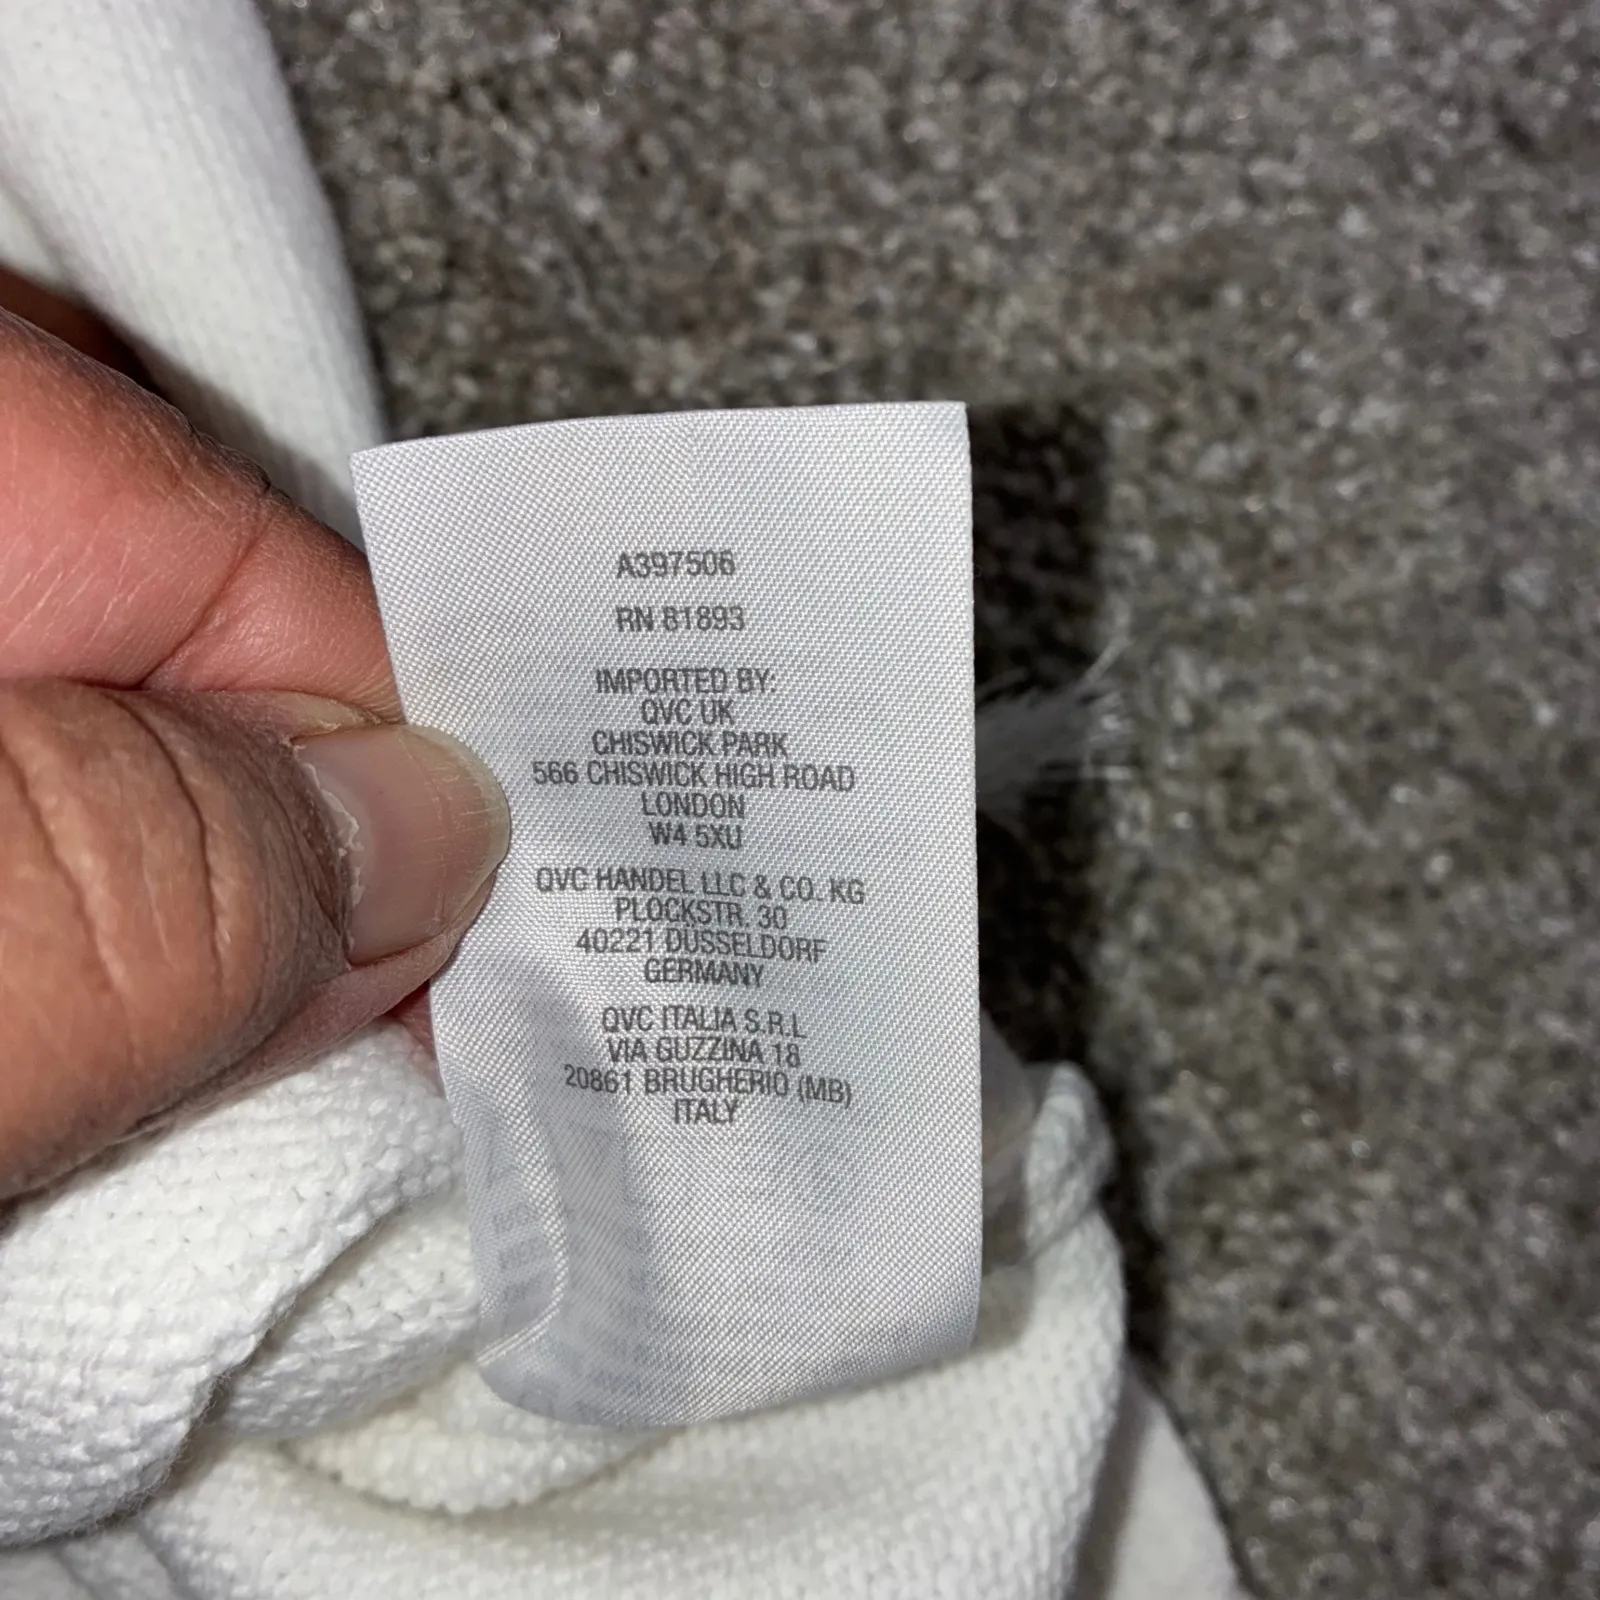 A397506
RN 81893
IMPORTED BY:
QVC UK
CHISWICK PARK
566 CHISWICK HIGH ROAD
LONDON
W4 5XU
QVC HANDEL LLC & CO. KG
PLOCKSTR. 30
40221 DUSSELDORF
GERMANY
QVC ITALIA S.R.L
VIA GUZZINA 18
20861 BRUGHERIO (MB)
ITALY